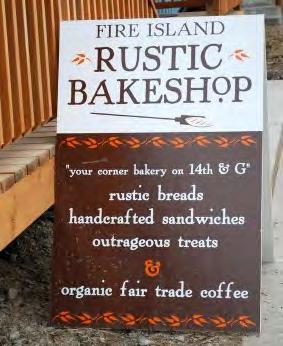 FIRE ISLAND
RUSTIC
BAKESHOP
"your corner bakery on 14th & G"
rustic breads
handcrafted sandwiches
outrageous treats
&
organic fair trade coffee